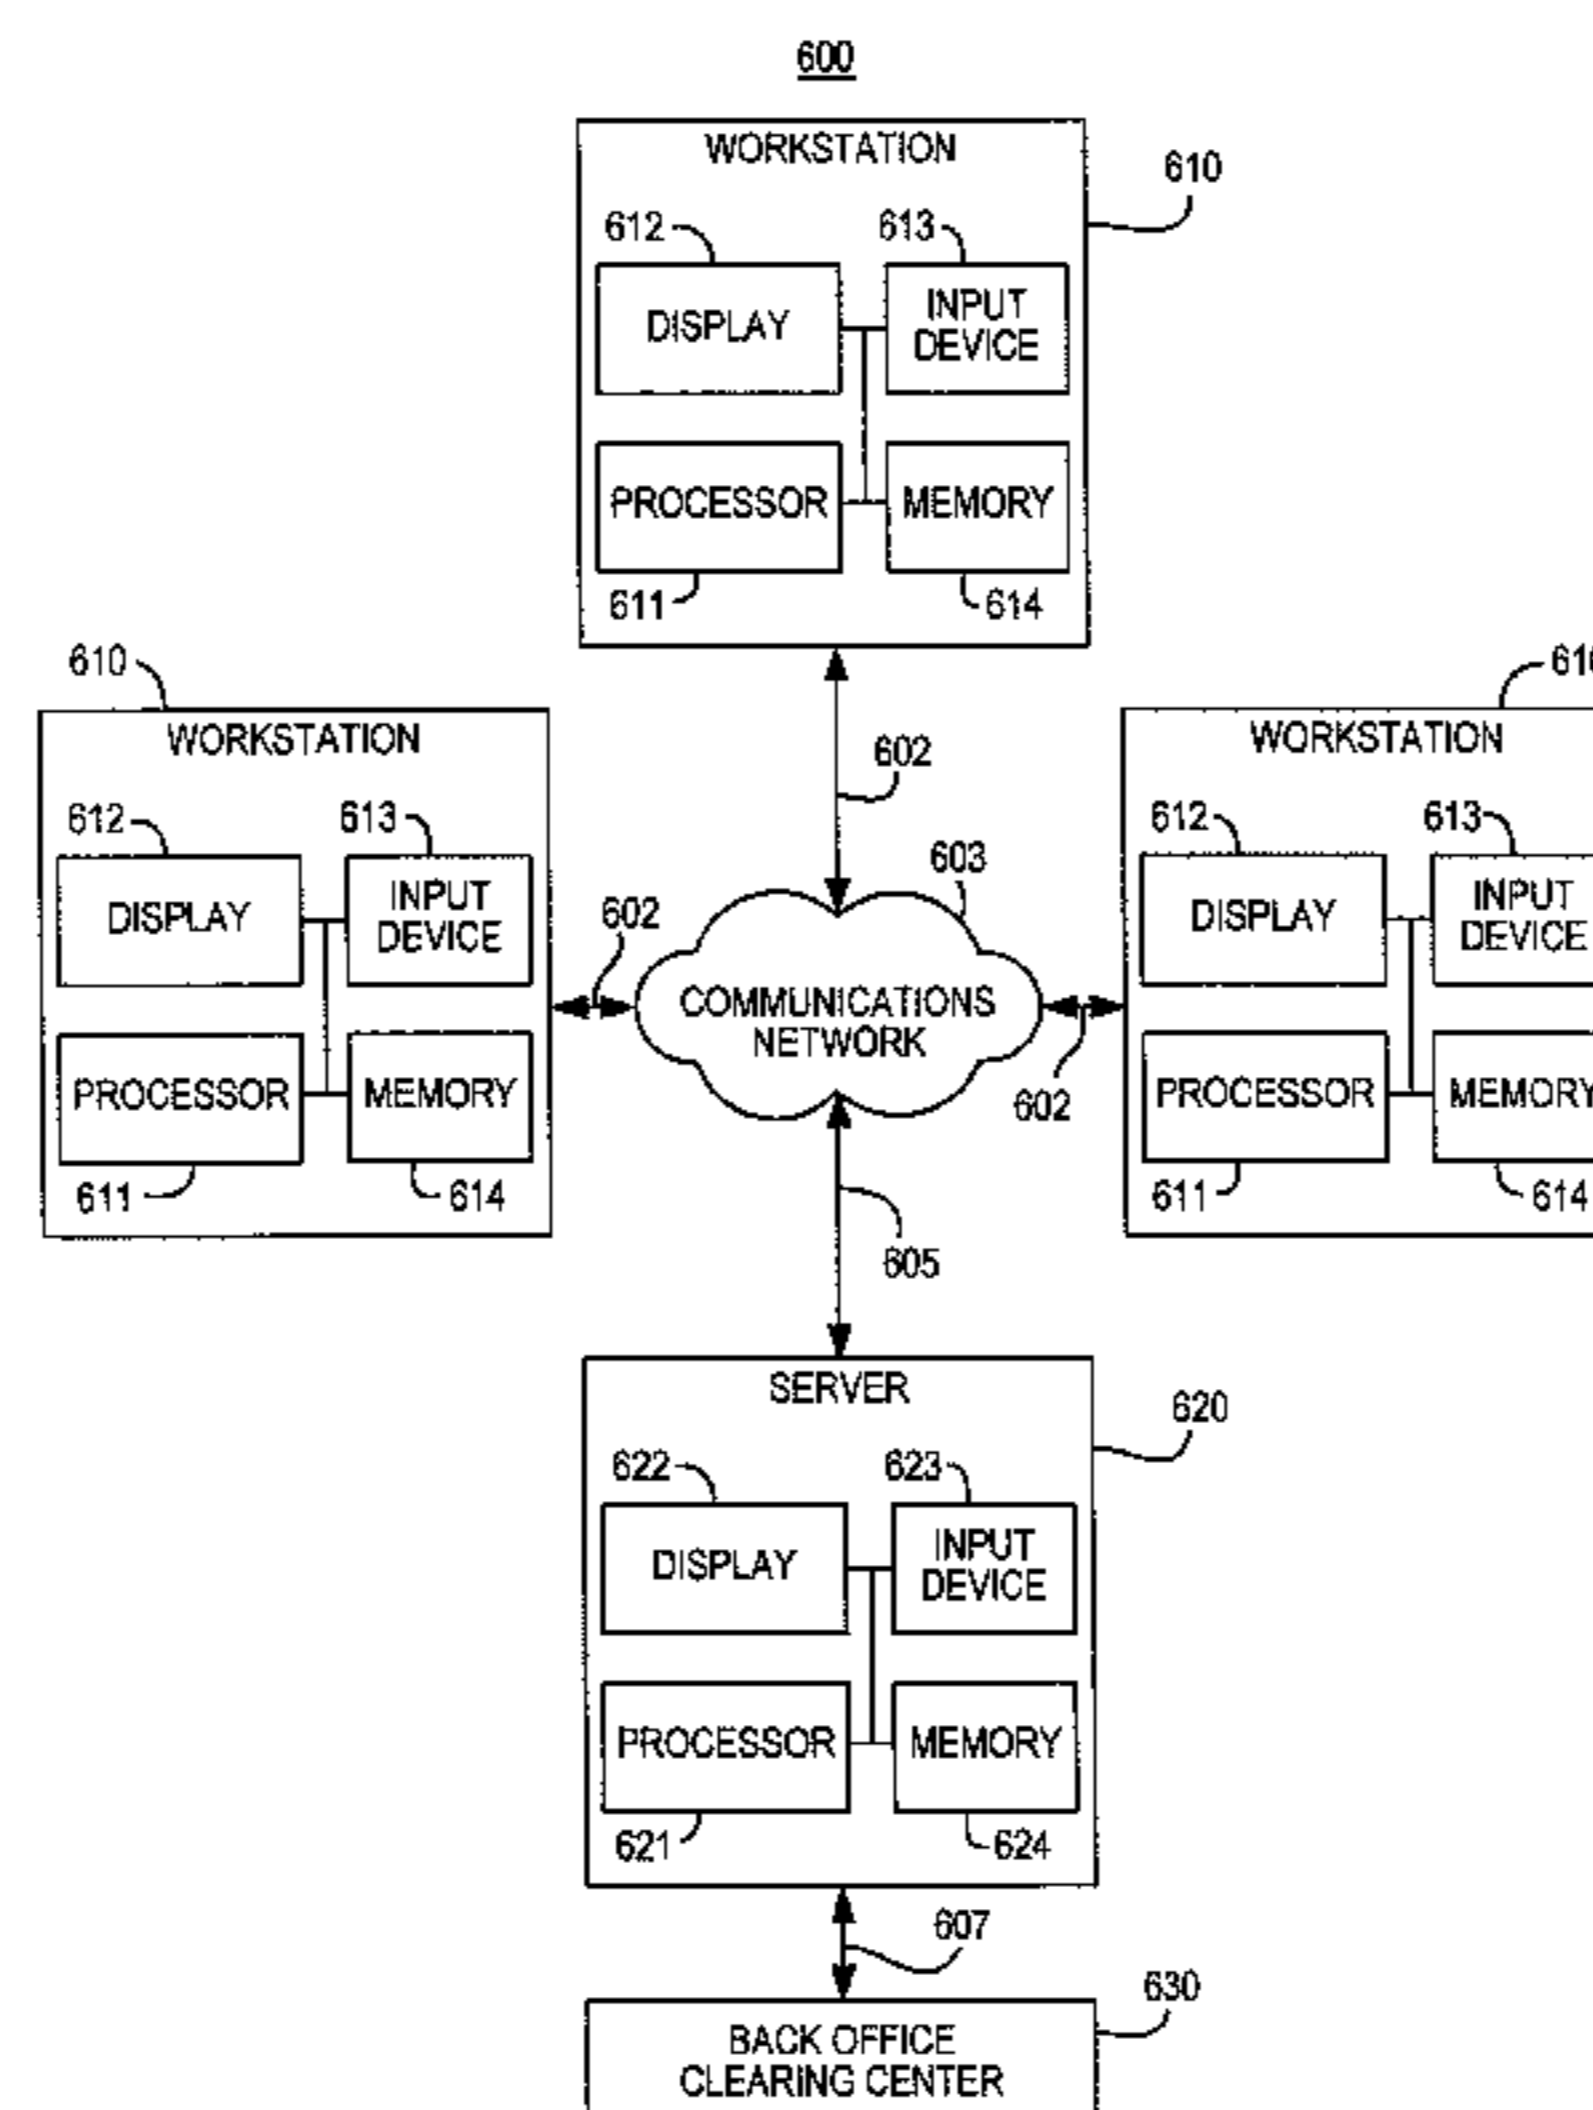 600
WORKSTATION
610
612
613
DISPLAY
INPUT
DEVICE
PROCESSOR
MEMORY
611
614
610
WORKSTATION
612
613
DISPLAY
INPUT
DEVICE
PROCESSOR
MEMORY
611
614
602
602
603
COMMUNICATIONS
NETWORK
602
605
WORKSTATION
612
613
DISPLAY
INPUT
DEVICE
PROCESSOR
MEMORY
611
614
SERVER
620
622
623
DISPLAY
INPUT
DEVICE
PROCESSOR
MEMORY
621
624
607
630
BACK OFFICE
CLEARING CENTER